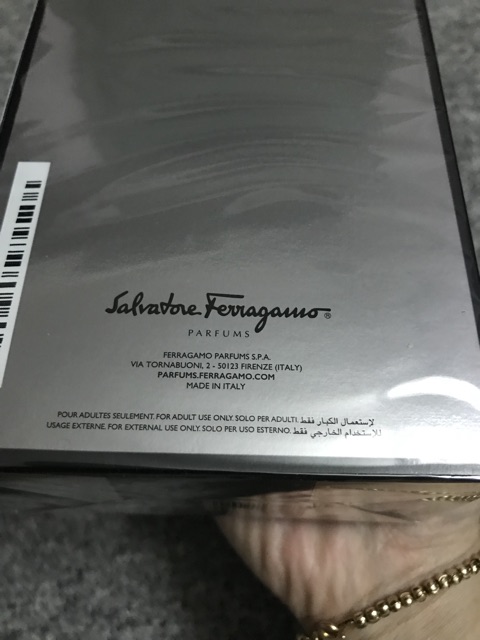 Salvatore Ferragamo®
PARFUMS
FERRAGAMO PARFUMS S.P.A.
VIA TORNABUONI, 2 - 50123 FIRENZE (ITALY)
PARFUMS.FERRAGAMO.COM
MADE IN ITALY
POUR ADULTES SEULEMENT. FOR ADULT USE ONLY. SOLO PER ADULTI. لاستعمال الكبار فقط.
USAGE EXTERNE. FOR EXTERNAL USE ONLY. SOLO PER USO ESTERNO. للاستخدام الخارجي فقط.